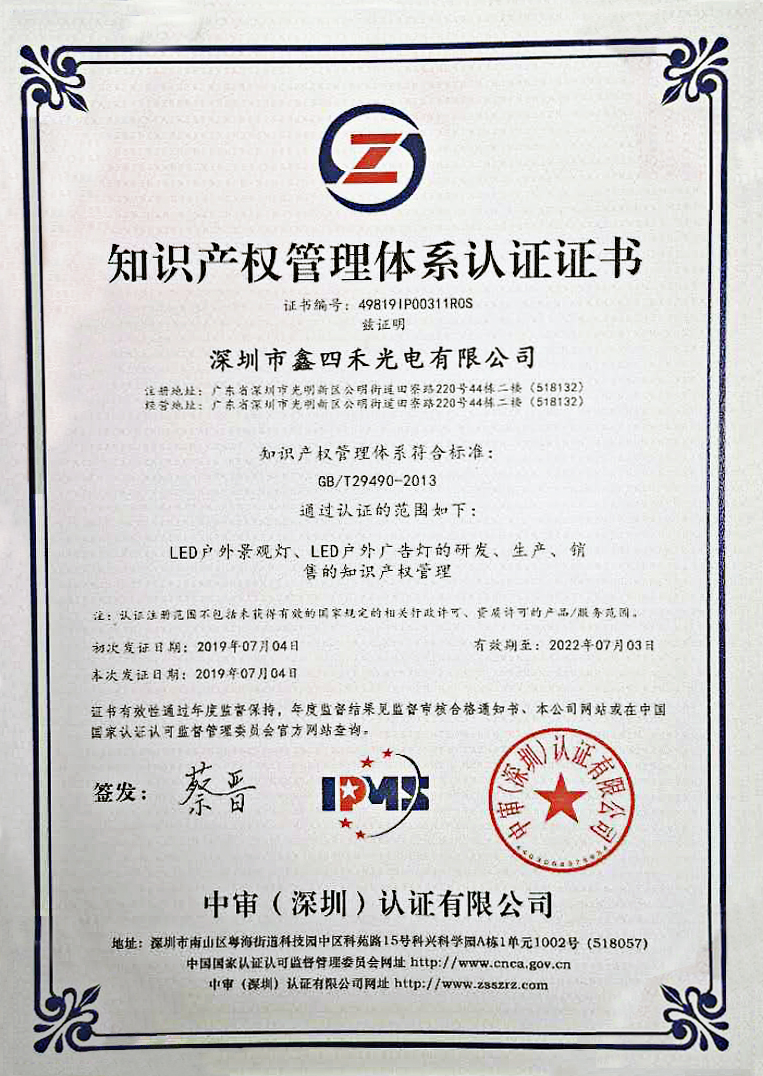 Z
知识产权管理体系认证证书
证书编号：49819IP00311R0S
兹证明
深圳市鑫四禾光电有限公司
注册地址：广东省深圳市光明新区公明街道田寮路220号44栋二楼（518132）
经营地址：广东省深圳市光明新区公明街道田寮路220号44栋二楼（518132）
知识产权管理体系符合标准：
GB/T29490-2013
通过认证的范围如下：
LED户外景观灯、LED户外广告灯的研发、生产、销
售的知识产权管理
注：认证注册范围不包括未获得有效的国家规定的相关行政许可、资质许可的产品/服务范围。
初次发证日期：2019年07月04日 有效期至：2022年07月03日
本次发证日期：2019年07月04日
证书有效性通过年度监督保持，年度监督结果见监督审核合格通知书、本公司网站或在中国
国家认证认可监督管理委员会官方网站查询。
签发：蔡晋
IPMS
中审（深圳）认证有限公司
中审（深圳）认证有限公司
地址：深圳市南山区粤海街道科技园中区科苑路15号科兴科学园A栋1单元1002号（518057）
中国国家认证认可监督管理委员会网址 http://www.cnca.gov.cn
中审（深圳）认证有限公司网址 http://www.zsszrz.com